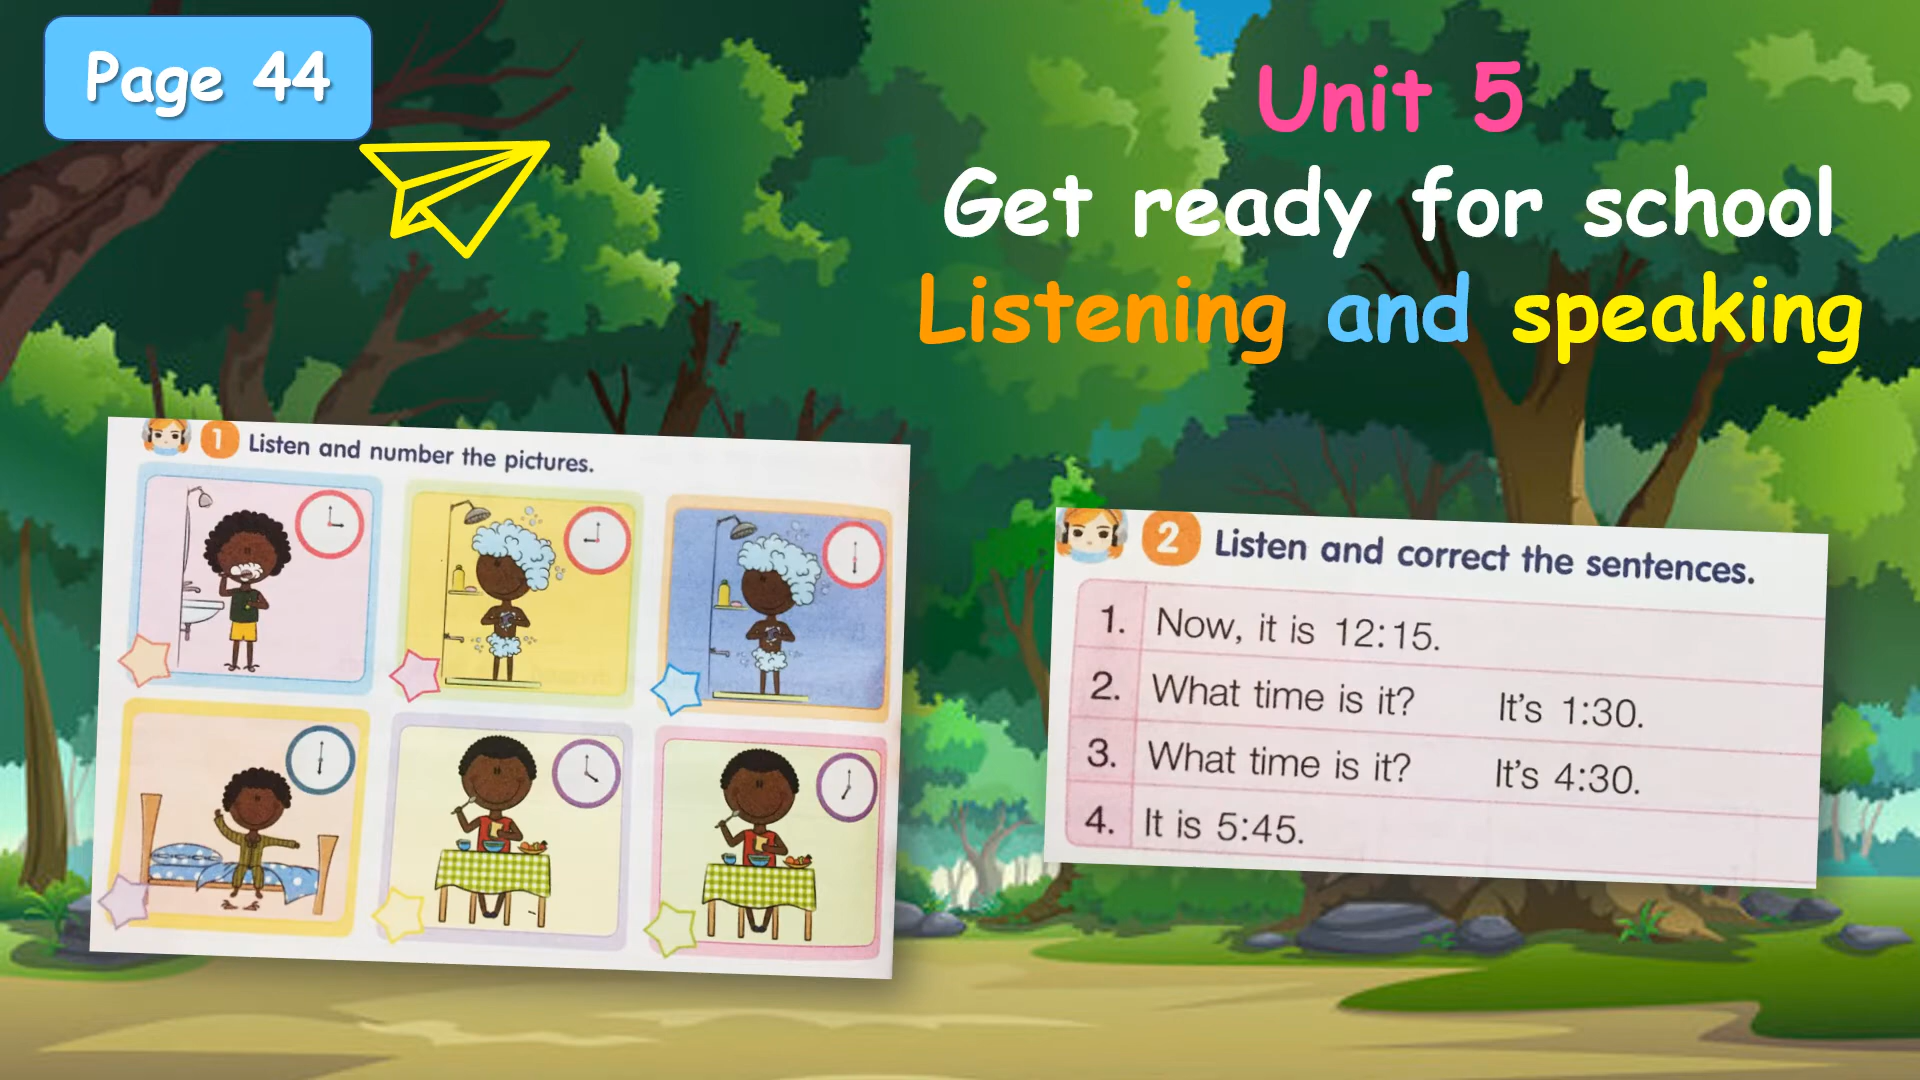 Page 44
Unit 5
Get ready for school
Listening and speaking
1 Listen and number the pictures.
2 Listen and correct the sentences.
1. Now, it is 12:15.
2. What time is it? It's 1:30.
3. What time is it? It's 4:30.
4. It is 5:45.